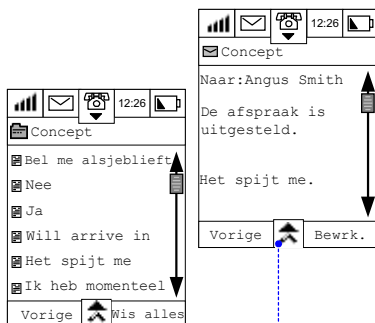 12:26
Concept
Bel me alsjeblieft
Nee
Ja
Will arrive in
Het spijt me
Ik heb momenteel
Vorige Wis alles
12:26
Concept
Naar:Angus Smith
De afspraak is
uitgesteld.
Het spijt me.
Vorige Bewrk.